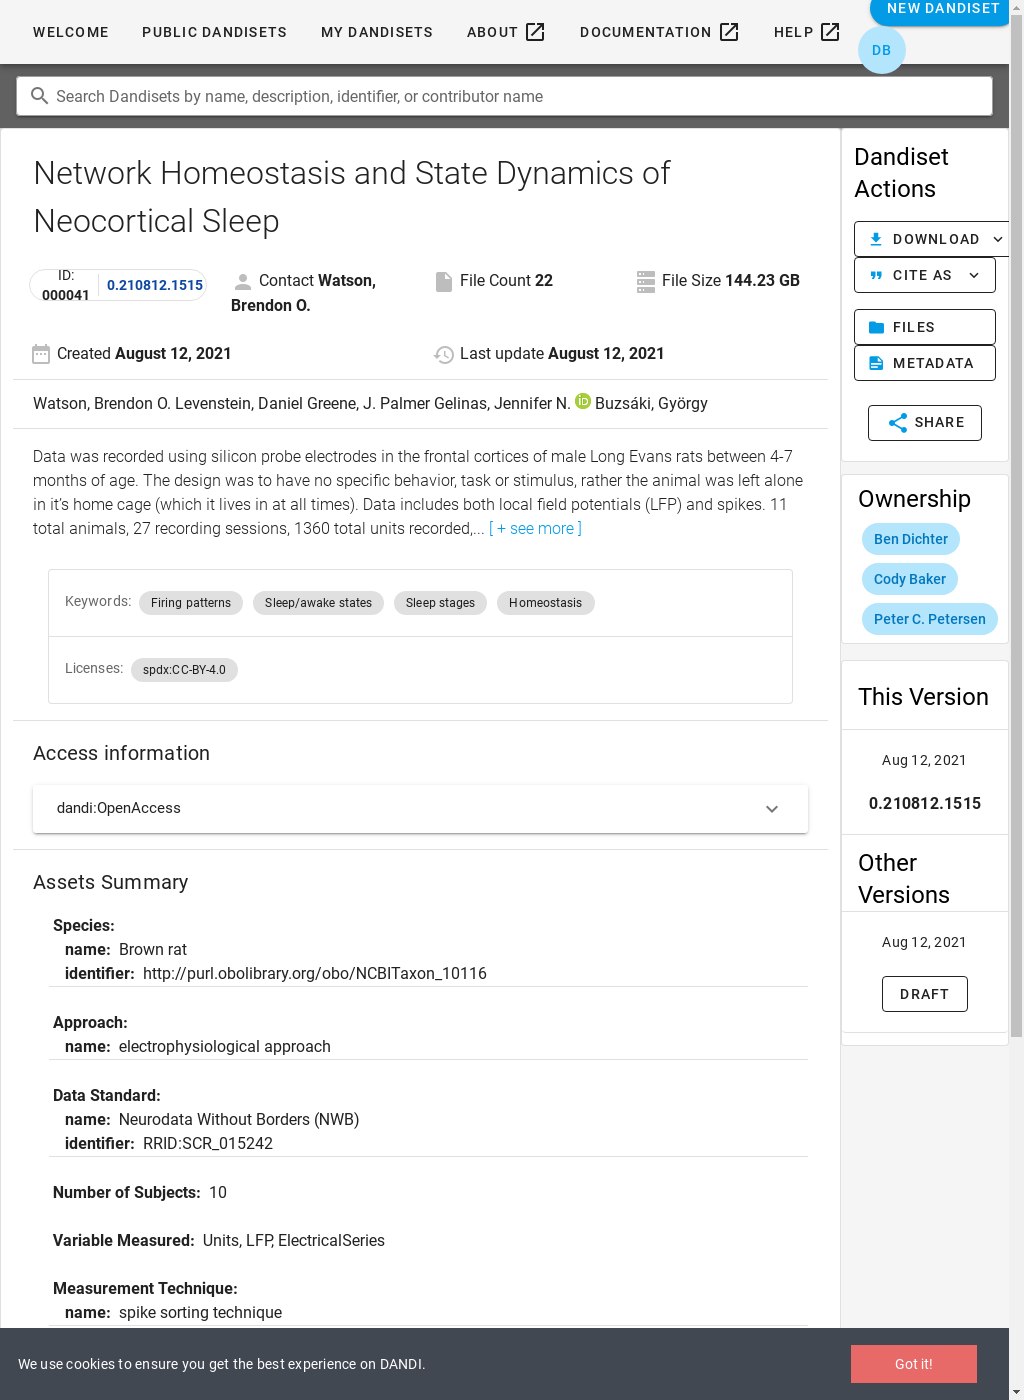 WELCOME PUBLIC DANDISETS MY DANDISETS ABOUT DOCUMENTATION HELP NEW DANDISET
DB
Search Dandisets by name, description, identifier, or contributor name
Network Homeostasis and State Dynamics of
Neocortical Sleep
ID:
000041 0.210812.1515
Contact Watson,
Brendon O.
File Count 22
File Size 144.23 GB
Created August 12, 2021
Last update August 12, 2021
Watson, Brendon O. Levenstein, Daniel Greene, J. Palmer Gelinas, Jennifer N. iD Buzsáki, György
Data was recorded using silicon probe electrodes in the frontal cortices of male Long Evans rats between 4-7
months of age. The design was to have no specific behavior, task or stimulus, rather the animal was left alone
in it’s home cage (which it lives in at all times). Data includes both local field potentials (LFP) and spikes. 11
total animals, 27 recording sessions, 1360 total units recorded,... [ + see more ]
Keywords: Firing patterns Sleep/awake states Sleep stages Homeostasis
Licenses: spdx:CC-BY-4.0
Access information
dandi:OpenAccess
Assets Summary
Species:
name: Brown rat
identifier: http://purl.obolibrary.org/obo/NCBITaxon_10116
Approach:
name: electrophysiological approach
Data Standard:
name: Neurodata Without Borders (NWB)
identifier: RRID:SCR_015242
Number of Subjects: 10
Variable Measured: Units, LFP, ElectricalSeries
Measurement Technique:
name: spike sorting technique
Dandiset
Actions
DOWNLOAD
CITE AS
FILES
METADATA
SHARE
Ownership
Ben Dichter
Cody Baker
Peter C. Petersen
This Version
Aug 12, 2021
0.210812.1515
Other
Versions
Aug 12, 2021
DRAFT
We use cookies to ensure you get the best experience on DANDI.
Got it!